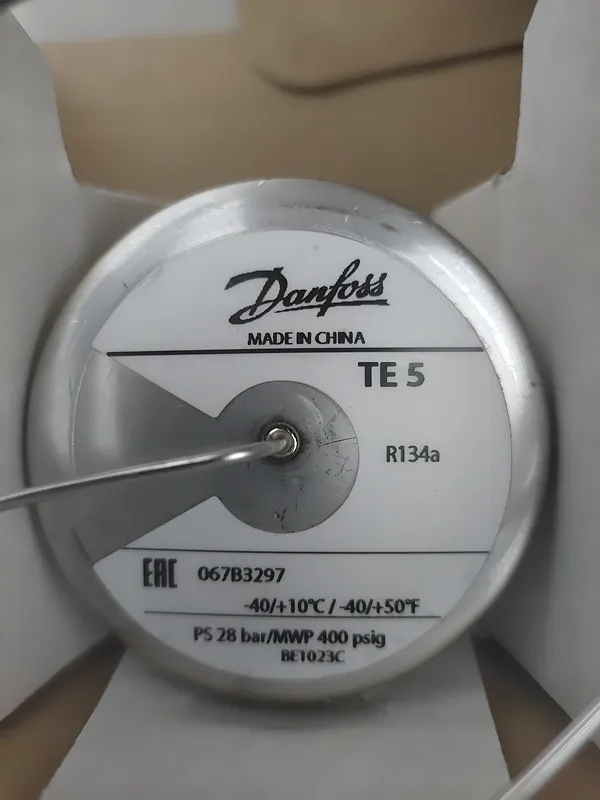 Danfoss
MADE IN CHINA
TE 5
R134a
EAC 067B3297
-40/+10°C / -40/+50°F
PS 28 bar/MWP 400 psig
BE1023C